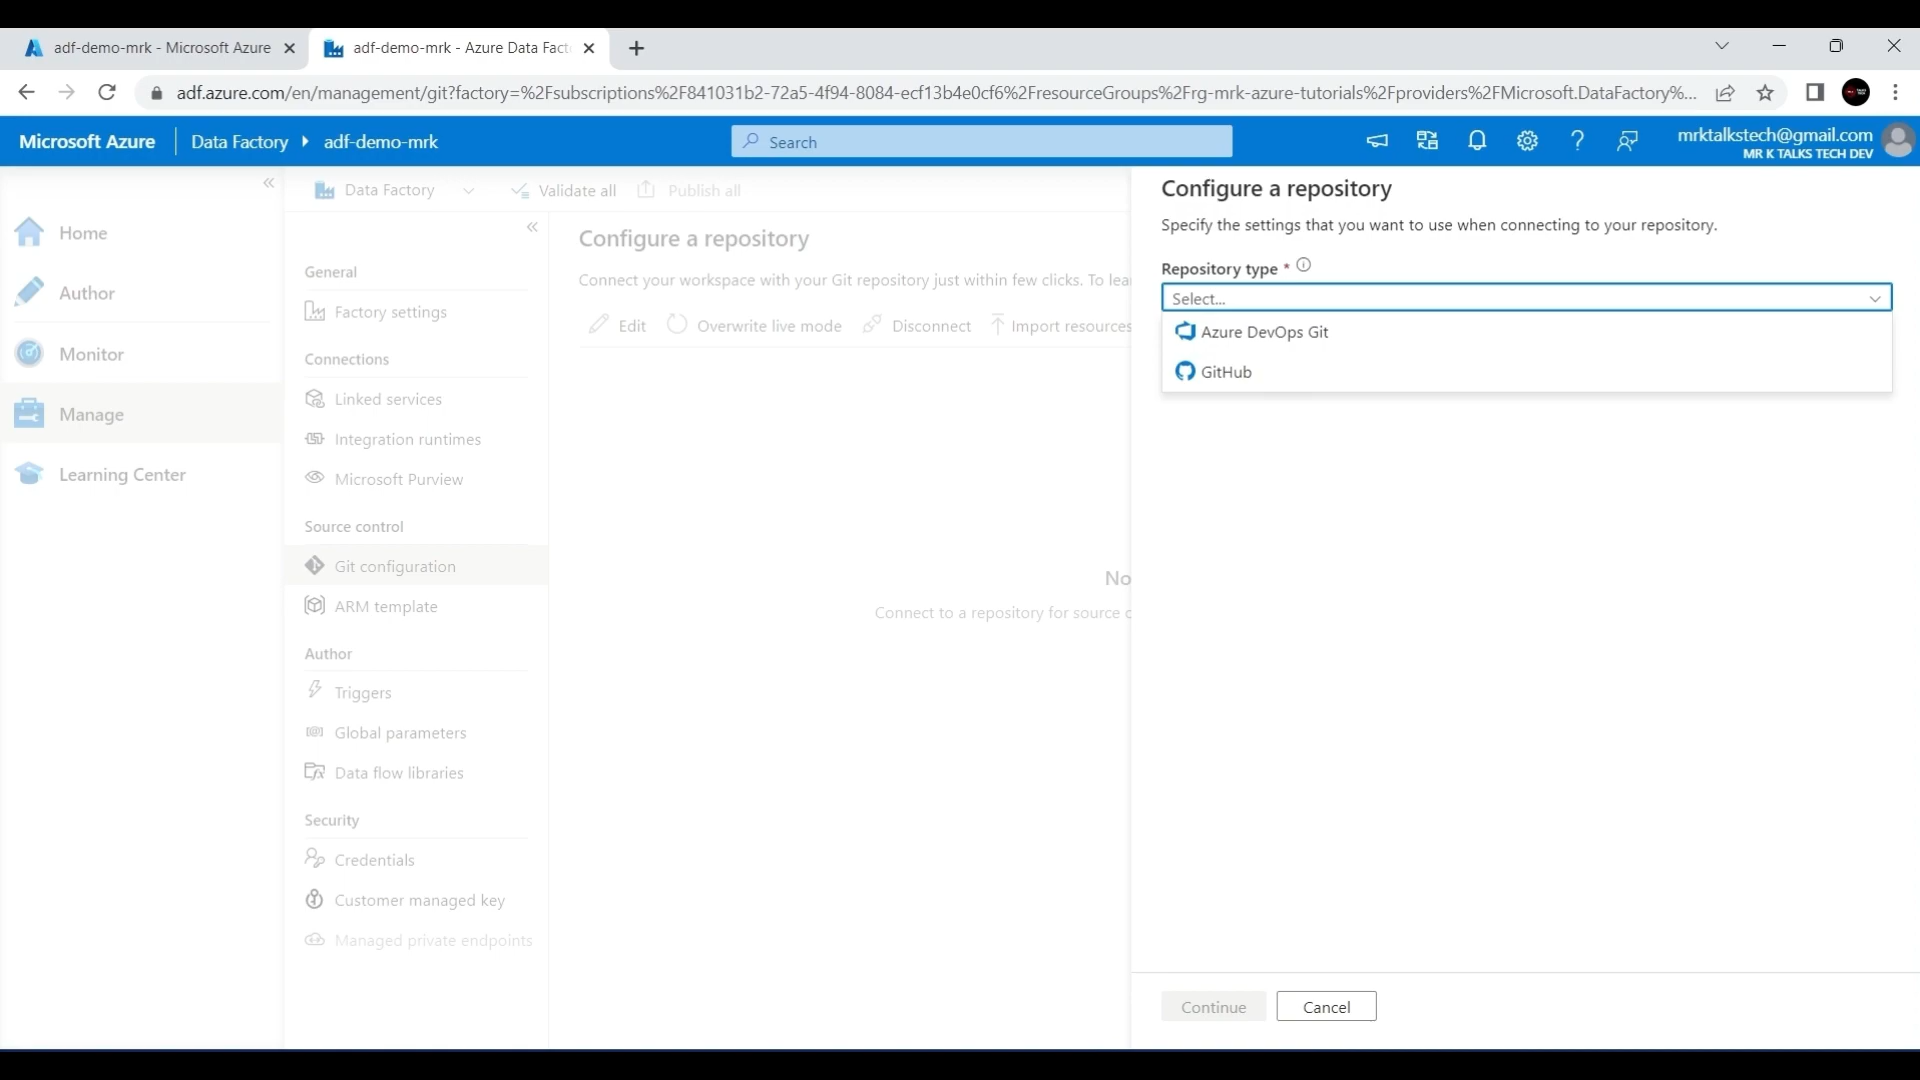 adf-demo-mrk - Microsoft Azure
adf-demo-mrk - Azure Data Fact
adf.azure.com/en/management/git?factory=%2Fsubscriptions%2F841031b2-72a5-4f94-8084-ecf13b4e0cf6%2FresourceGroups%2Frg-mrk-azure-tutorials%2Fproviders%2FMicrosoft.DataFactory%...
Microsoft Azure
Data Factory
adf-demo-mrk
Search
mrktalkstech@gmail.com
MR K TALKS TECH DEV
Home
Author
Monitor
Manage
Learning Center
Data Factory
Validate all
Publish all
General
Factory settings
Connections
Linked services
Integration runtimes
Microsoft Purview
Source control
Git configuration
ARM template
Author
Triggers
Global parameters
Data flow libraries
Security
Credentials
Customer managed key
Managed private endpoints
Configure a repository
Connect your workspace with your Git repository just within few clicks. To lea
Edit
Overwrite live mode
Disconnect
Import resources
No
Connect to a repository for source c
Configure a repository
Specify the settings that you want to use when connecting to your repository.
Repository type *
Select...
Azure DevOps Git
GitHub
Continue
Cancel